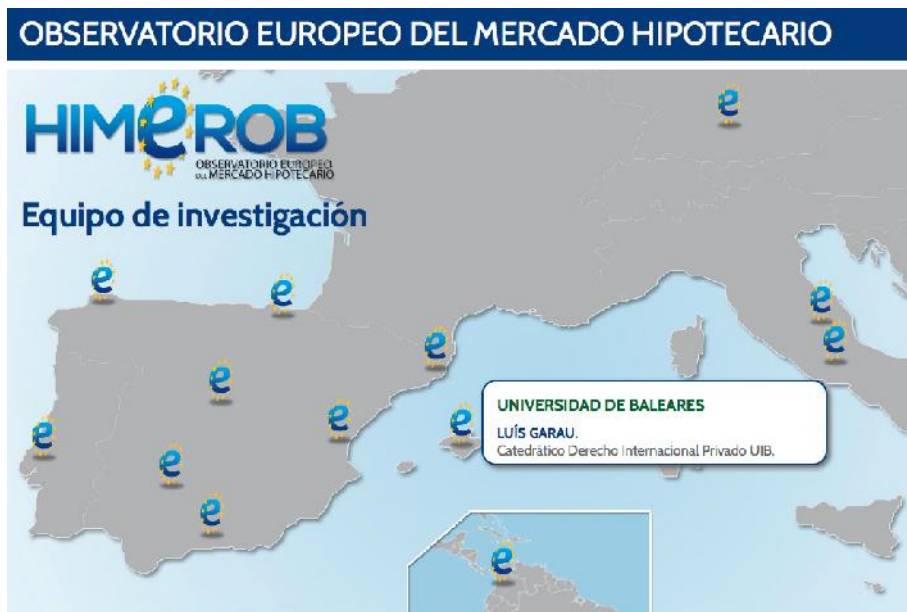 OBSERVATORIO EUROPEO DEL MERCADO HIPOTECARIO
HIMEROB
OBSERVATORIO EUROPEO
DEL MERCADO HIPOTECARIO
Equipo de investigación
UNIVERSIDAD DE BALEARES
LUÍS GARAU.
Catedrático Derecho Internacional Privado UIB.